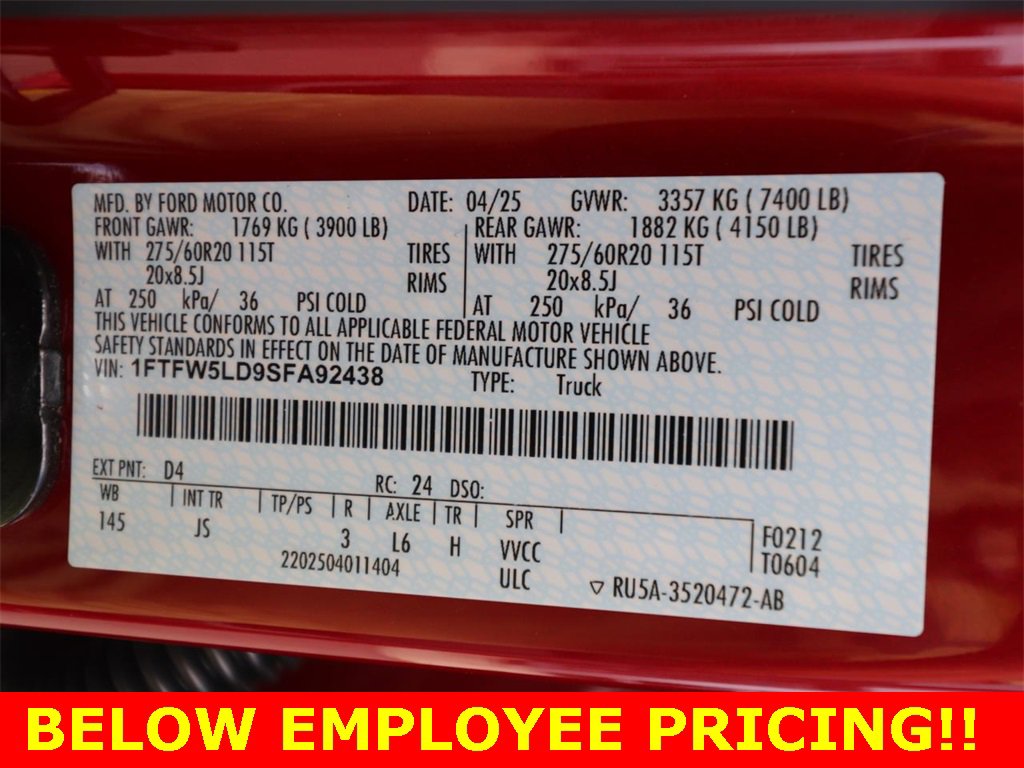 MFD. BY FORD MOTOR CO. DATE: 04/25 GVWR: 3357 KG ( 7400 LB)
FRONT GAWR: 1769 KG ( 3900 LB) REAR GAWR: 1882 KG ( 4150 LB)
WITH 275/60R20 115T TIRES WITH 275/60R20 115T TIRES
20x8.5J RIMS 20x8.5J RIMS
AT 250 kPa/ 36 PSI COLD AT 250 kPa/ 36 PSI COLD
THIS VEHICLE CONFORMS TO ALL APPLICABLE FEDERAL MOTOR VEHICLE
SAFETY STANDARDS IN EFFECT ON THE DATE OF MANUFACTURE SHOWN ABOVE.
VIN: 1FTFW5LD9SFA92438 TYPE: Truck
EXT PNT: D4 RC: 24 DSO:
WB INT TR TP/PS R AXLE TR SPR
145 JS 3 L6 H VVCC F0212
2202504011404 ULC T0604
RU5A-3520472-AB
BELOW EMPLOYEE PRICING!!